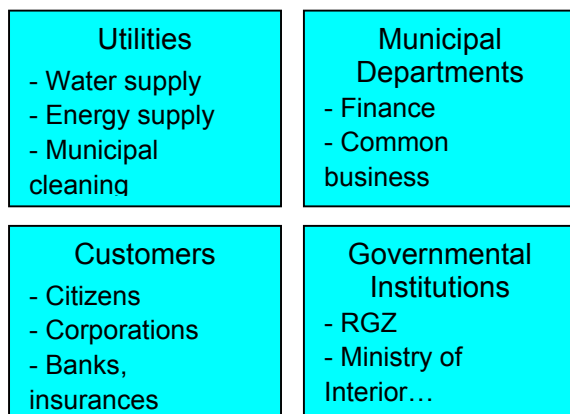 Utilities
- Water supply
- Energy supply
- Municipal
cleaning
Municipal
Departments
- Finance
- Common
business
Customers
- Citizens
- Corporations
- Banks,
insurances
Governmental
Institutions
- RGZ
- Ministry of
Interior…